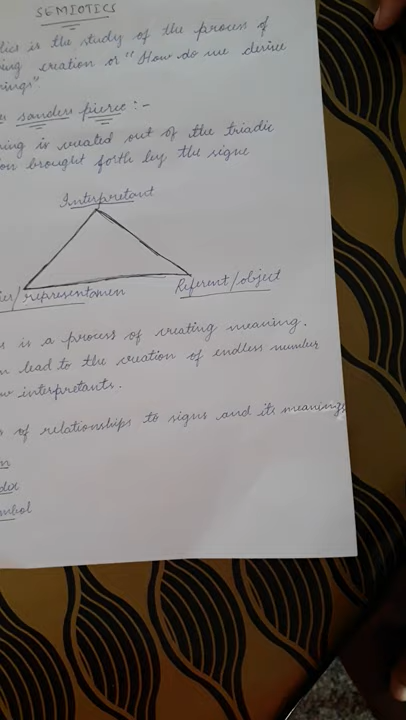 SEMIOTICS
is the study of the process of
creation or "How do we derive
sanders pierce :-
is created out of the triadic
brought forth by the signe
Interpretant
/representamen
Referent/object
is a process of creating meaning.
lead to the creation of endless number
interpretants.
of relationships to signs and its meanings